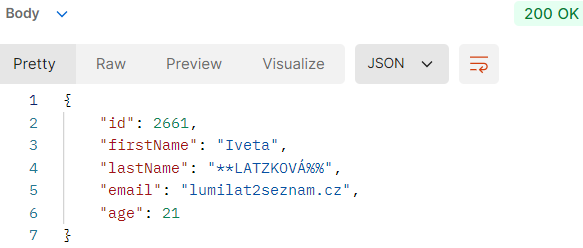 Body 200 OK
Pretty Raw Preview Visualize JSON
1 {
2 "id": 2661,
3 "firstName": "Iveta",
4 "lastName": "**LATZKOVÁ%%",
5 "email": "lumilat2seznam.cz",
6 "age": 21
7 }